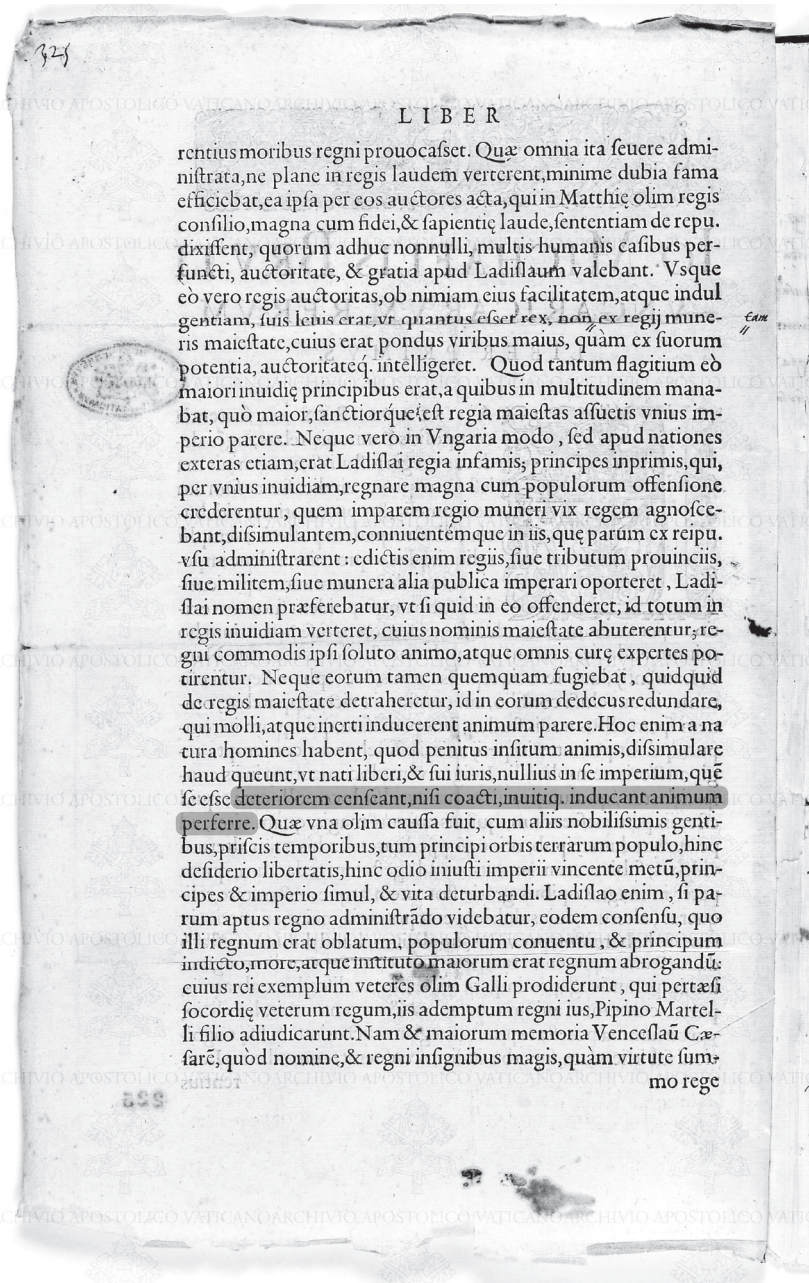 325
LIBER
rentius moribus regni prouocaſset. Quæ omnia ita ſeuere admi-
niſtrata,ne plane in regis laudem verterent,minime dubia fama
efficiebat,ea ipſa per eos auctores acta,qui in Matthię olim regis
conſilio,magna cum fidei,& ſapientię laude,ſententiam de repu.
dixiſſent, quorum adhuc nonnulli, multis humanis caſibus per-
functi, auctoritate, & gratia apud Ladiſlaum valebant. Vsque
eò vero regis auctoritas,ob nimiam eius facilitatem,atque indul
gentiam, ſuis leuis erat,vt quantus eſset rex, non ex regij mune-
eam
ris maieſtate,cuius erat pondus viribus maius, quàm ex ſuorum
potentia, auctoritateq́. intelligeret. Quod tantum flagitium eò
maiori inuidię principibus erat,a quibus in multitudinem mana-
bat, quò maior,ſanctiorque eſt regia maieſtas aſſuetis vnius im-
perio parere. Neque vero in Vngaria modo, ſed apud nationes
exteras etiam,erat Ladiſlai regia infamis; principes inprimis,qui,
per vnius inuidiam,regnare magna cum populorum offenſione
crederentur, quem imparem regio muneri vix regem agnoſce-
bant,diſsimulantem,conniuentemque in iis,quę parum ex reipu.
vſu adminiſtrarent : edictis enim regiis,ſiue tributum prouinciis,
ſiue militem,ſiue munera alia publica imperari oporteret, Ladi-
ſlai nomen præferebatur, vt ſi quid in eo offenderet, id totum in
regis inuidiam verteret, cuius nominis maieſtate abuterentur; re-
gni commodis ipſi ſoluto animo,atque omnis curę expertes po-
tirentur. Neque eorum tamen quemquam fugiebat, quidquid
de regis maieſtate detraheretur, id in eorum dedecus redundare,
qui molli,atque inerti inducerent animum parere.Hoc enim a na
tura homines habent, quod penitus inſitum animis,diſsimulare
haud queunt,vt nati liberi,& ſui iuris,nullius in ſe imperium,quē
ſe eſse deteriorem cenſeant,niſi coacti,inuitiq. inducant animum
perferre. Quæ vna olim cauſſa fuit, cum aliis nobiliſsimis genti-
bus,priſcis temporibus,tum principi orbis terrarum populo,hinc
deſiderio libertatis,hinc odio iniuſti imperii vincente metū,prin-
cipes & imperio ſimul, & vita deturbandi. Ladiſlao enim, ſi pa-
rum aptus regno adminiſtrādo videbatur, eodem conſenſu, quo
illi regnum erat oblatum, populorum conuentu, & principum
indicto,more,atque inſtituto maiorum erat regnum abrogandū:
cuius rei exemplum veteres olim Galli prodiderunt, qui pertæſi
ſocordię veterum regum,iis ademptum regni ius,Pipino Martel-
li filio adiudicarunt.Nam & maiorum memoria Venceſlaū Cæ-
ſarē,quòd nomine,& regni inſignibus magis,quàm virtute ſum-
mo rege